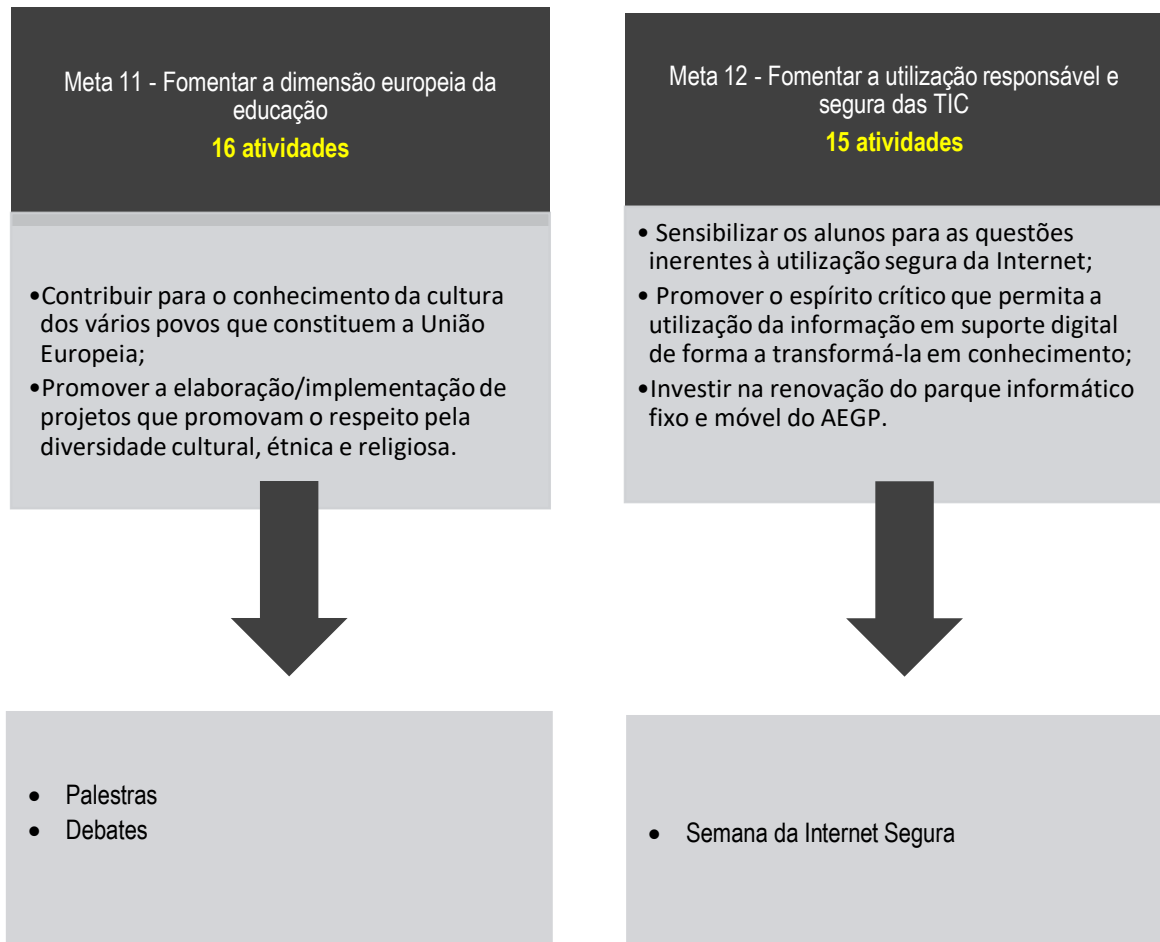 Meta 11 - Fomentar a dimensão europeia da
educação
16 atividades
•Contribuir para o conhecimento da cultura
dos vários povos que constituem a União
Europeia;
•Promover a elaboração/implementação de
projetos que promovam o respeito pela
diversidade cultural, étnica e religiosa.
• Palestras
• Debates
Meta 12 - Fomentar a utilização responsável e
segura das TIC
15 atividades
• Sensibilizar os alunos para as questões
inerentes à utilização segura da Internet;
• Promover o espírito crítico que permita a
utilização da informação em suporte digital
de forma a transformá-la em conhecimento;
•Investir na renovação do parque informático
fixo e móvel do AEGP.
• Semana da Internet Segura